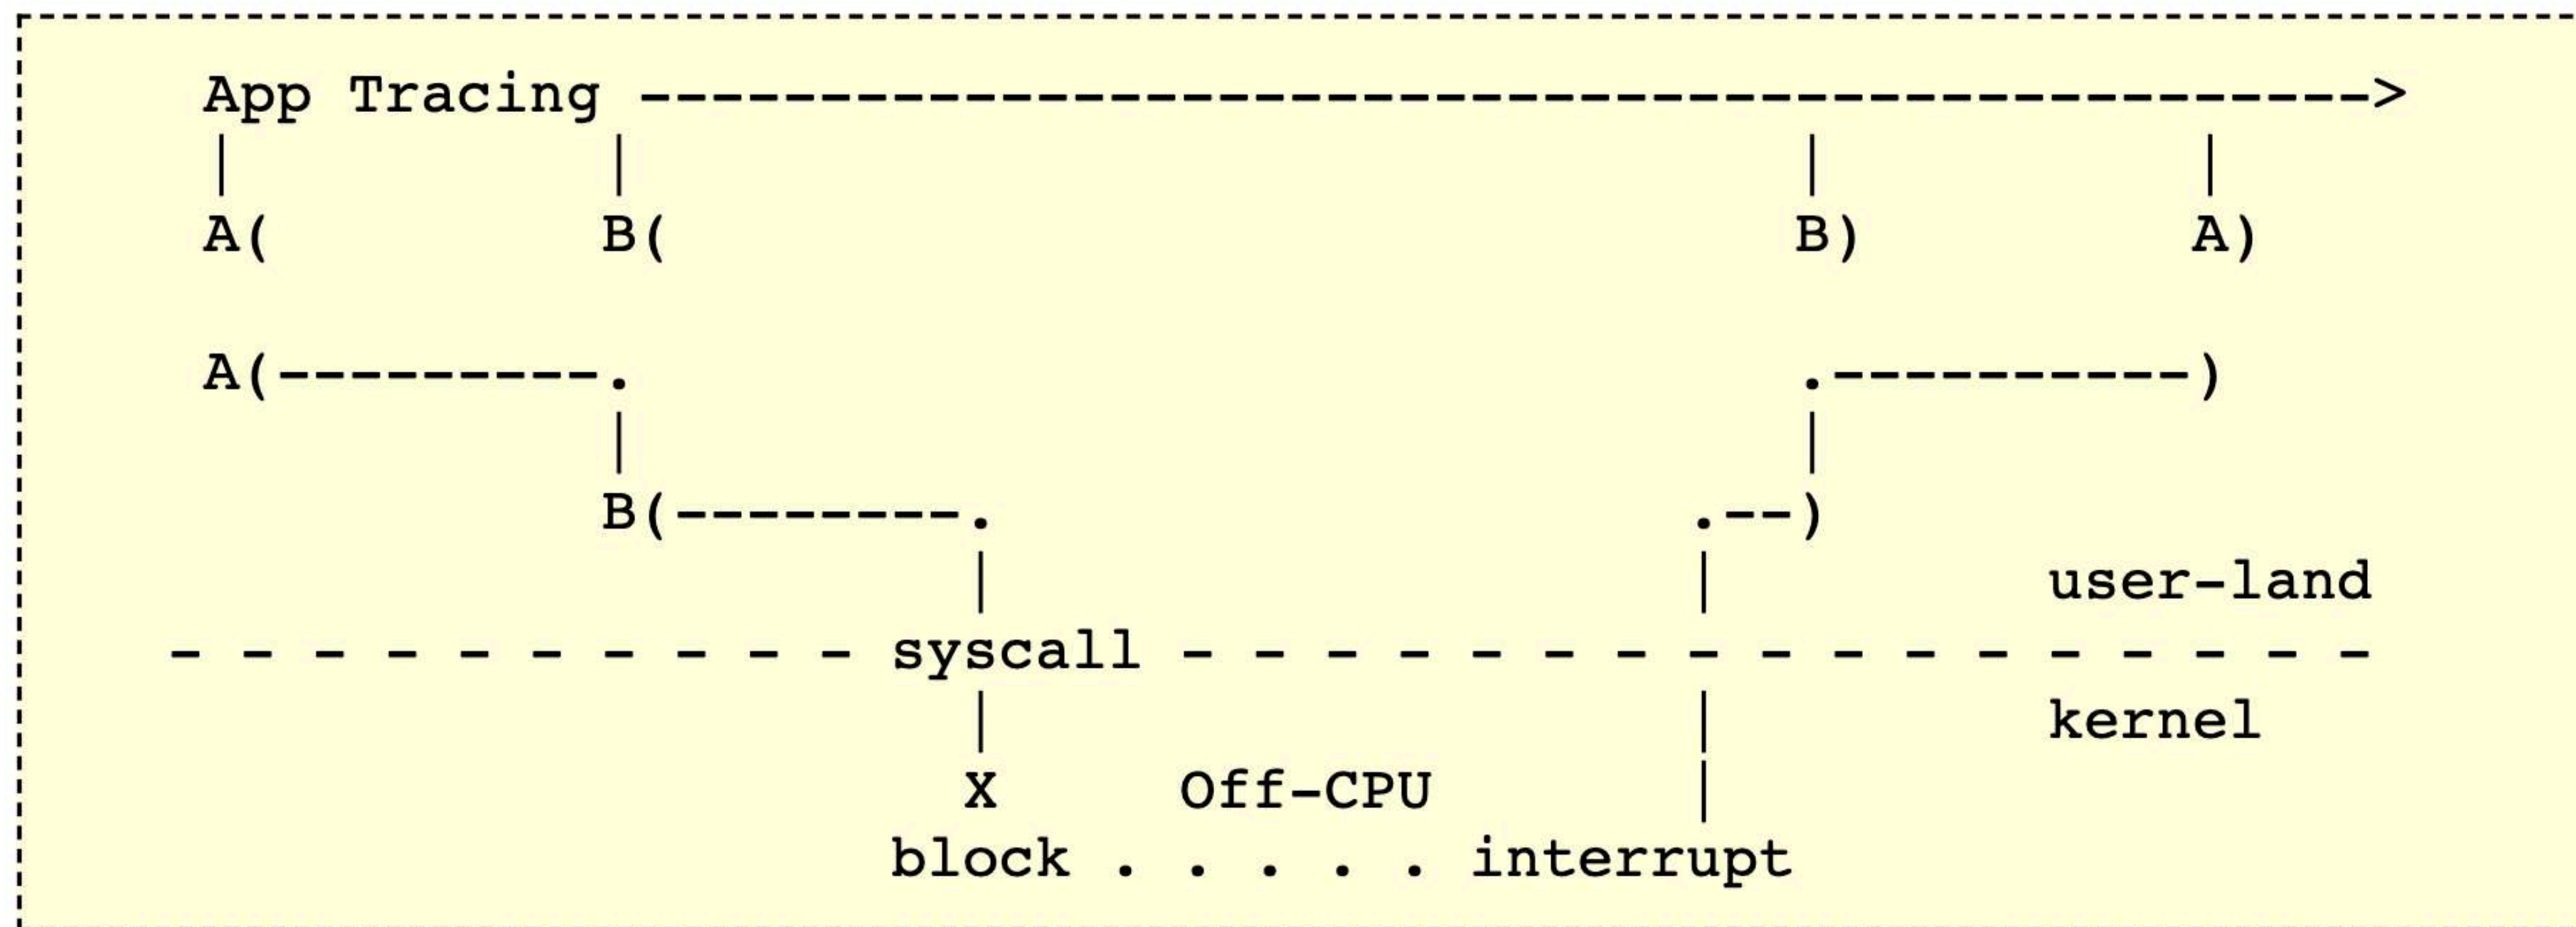 App Tracing ------------------------------------------------>
|          |                                |          |
A(         B(                               B)         A)
A(---------.                                .----------)
|                                |
B(--------.                   .--)
|                   |         user-land
- - - - - - - - - - syscall - - - - - - - - - - - - - - - - -
|                   |         kernel
X     Off-CPU       |
block . . . . . interrupt